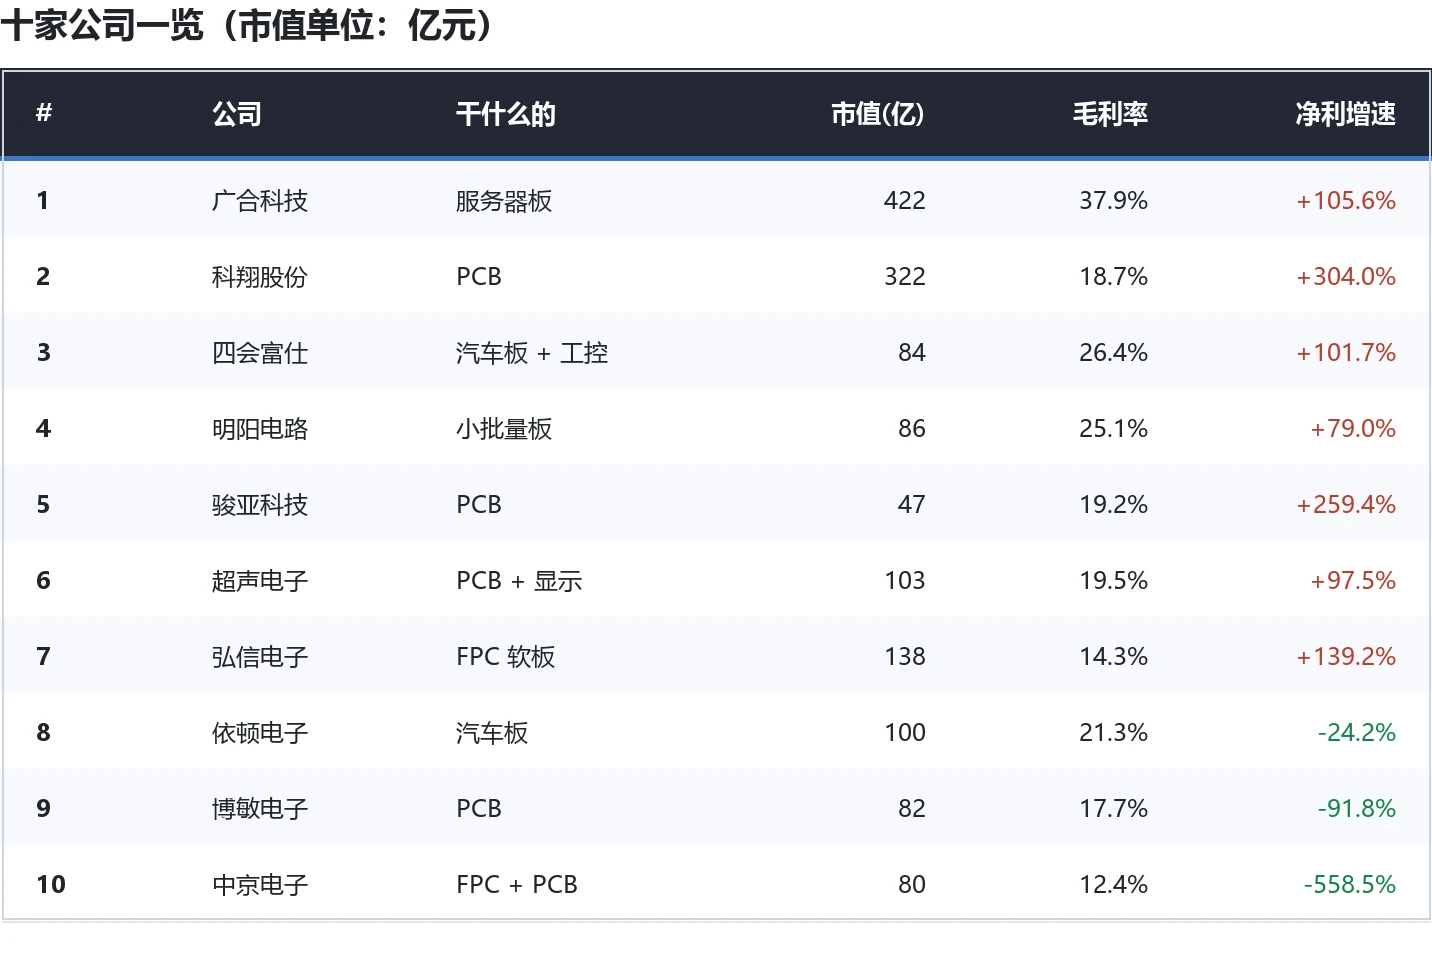 十家公司一览（市值单位：亿元）
# 公司 干什么的 市值(亿) 毛利率 净利增速
1 广合科技 服务器板 422 37.9% +105.6%
2 科翔股份 PCB 322 18.7% +304.0%
3 四会富仕 汽车板 + 工控 84 26.4% +101.7%
4 明阳电路 小批量板 86 25.1% +79.0%
5 骏亚科技 PCB 47 19.2% +259.4%
6 超声电子 PCB + 显示 103 19.5% +97.5%
7 弘信电子 FPC 软板 138 14.3% +139.2%
8 依顿电子 汽车板 100 21.3% -24.2%
9 博敏电子 PCB 82 17.7% -91.8%
10 中京电子 FPC + PCB 80 12.4% -558.5%